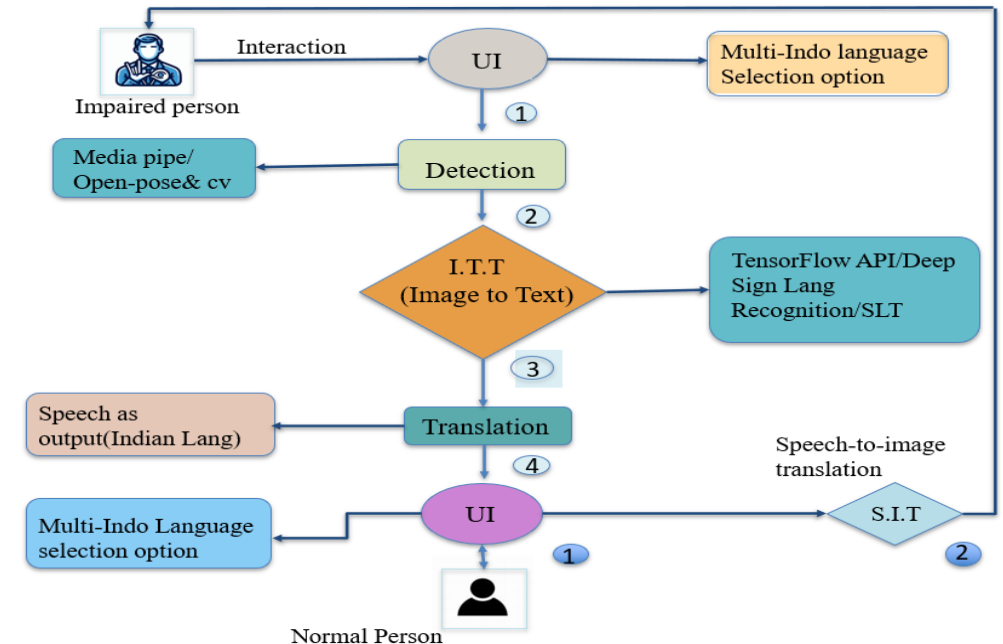 Interaction
UI
Multi-Indo language
Selection option
Impaired person
1
Media pipe/
Open-pose& cv
Detection
2
I.T.T
(Image to Text)
TensorFlow API/Deep
Sign Lang
Recognition/SLT
3
Speech as
output(Indian Lang)
Translation
4
Speech-to-image
translation
Multi-Indo Language
selection option
UI
S.I.T
1
2
Normal Person